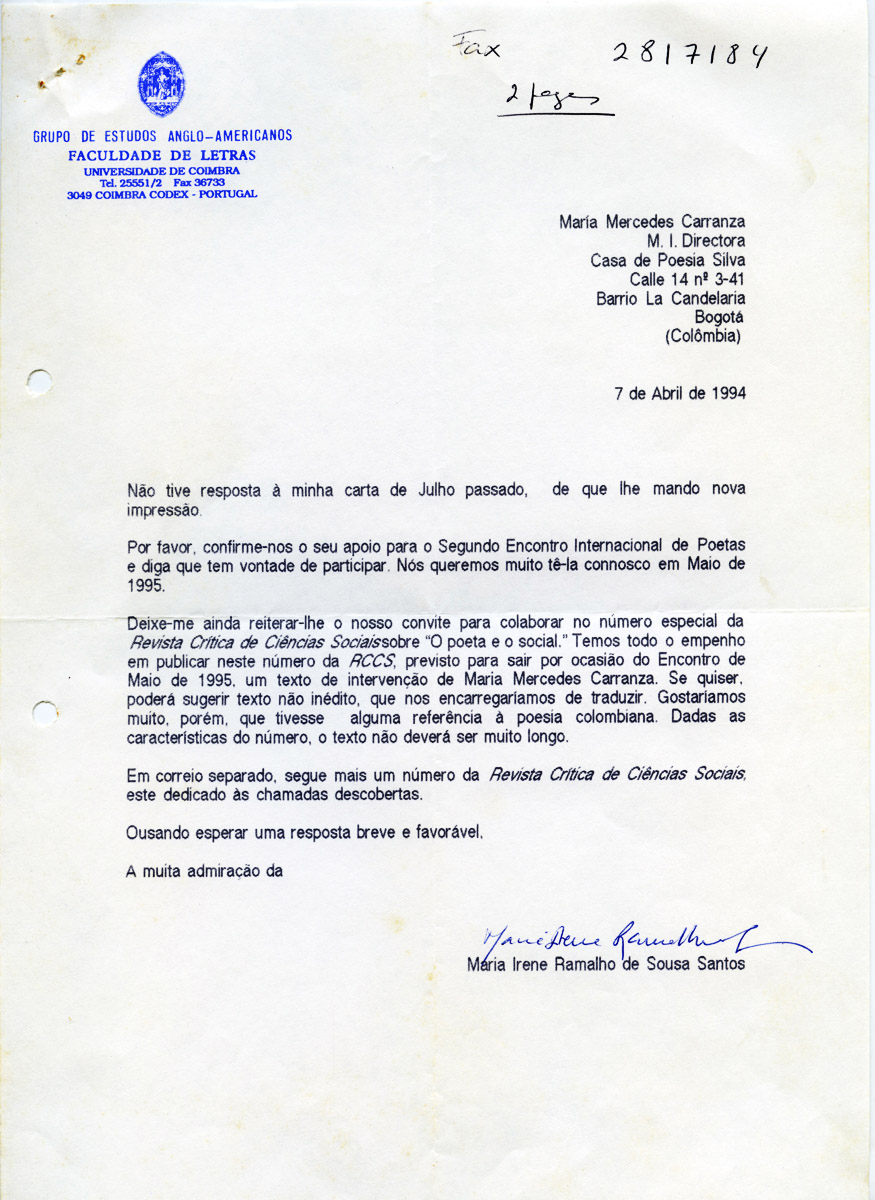 Fax 2817184
2 pages
GRUPO DE ESTUDOS ANGLO-AMERICANOS
FACULDADE DE LETRAS
UNIVERSIDADE DE COIMBRA
Tel. 25551/2 Fax 36733
3049 COIMBRA CODEX - PORTUGAL
María Mercedes Carranza
M. I. Directora
Casa de Poesia Silva
Calle 14 nº 3-41
Barrio La Candelaria
Bogotá
(Colômbia)
7 de Abril de 1994
Não tive resposta à minha carta de Julho passado, de que lhe mando nova
impressão.
Por favor, confirme-nos o seu apoio para o Segundo Encontro Internacional de Poetas
e diga que tem vontade de participar. Nós queremos muito tê-la connosco em Maio de
1995.
Deixe-me ainda reiterar-lhe o nosso convite para colaborar no número especial da
Revista Crítica de Ciências Sociais sobre "O poeta e o social." Temos todo o empenho
em publicar neste número da RCCS, previsto para sair por ocasião do Encontro de
Maio de 1995, um texto de intervenção de Maria Mercedes Carranza. Se quiser,
poderá sugerir texto não inédito, que nos encarregaríamos de traduzir. Gostaríamos
muito, porém, que tivesse alguma referência à poesia colombiana. Dadas as
características do número, o texto não deverá ser muito longo.
Em correio separado, segue mais um número da Revista Crítica de Ciências Sociais,
este dedicado às chamadas descobertas.
Ousando esperar uma resposta breve e favorável,
A muita admiração da
Maria Irene Ramalho
Maria Irene Ramalho de Sousa Santos